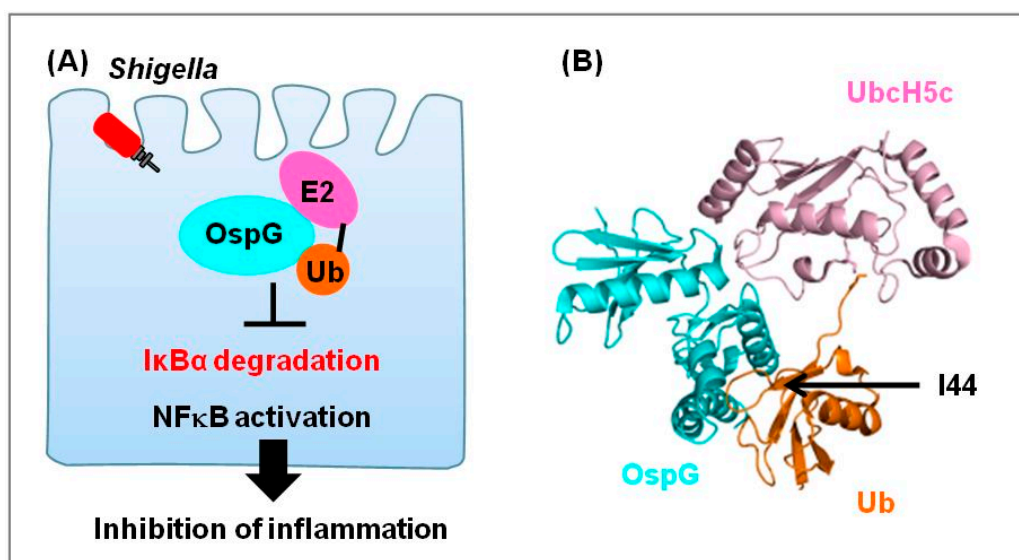 (A)
Shigella
E2
OspG
Ub
IκBα degradation
NFκB activation
Inhibition of inflammation
(B)
UbcH5c
I44
OspG
Ub